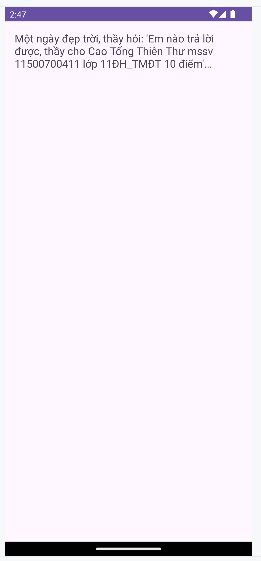 2:47
Một ngày đẹp trời, thầy hỏi: 'Em nào trả lời
được, thầy cho Cao Tống Thiên Thư mssv
11500700411 lớp 11ĐH_TMĐT 10 điểm'...